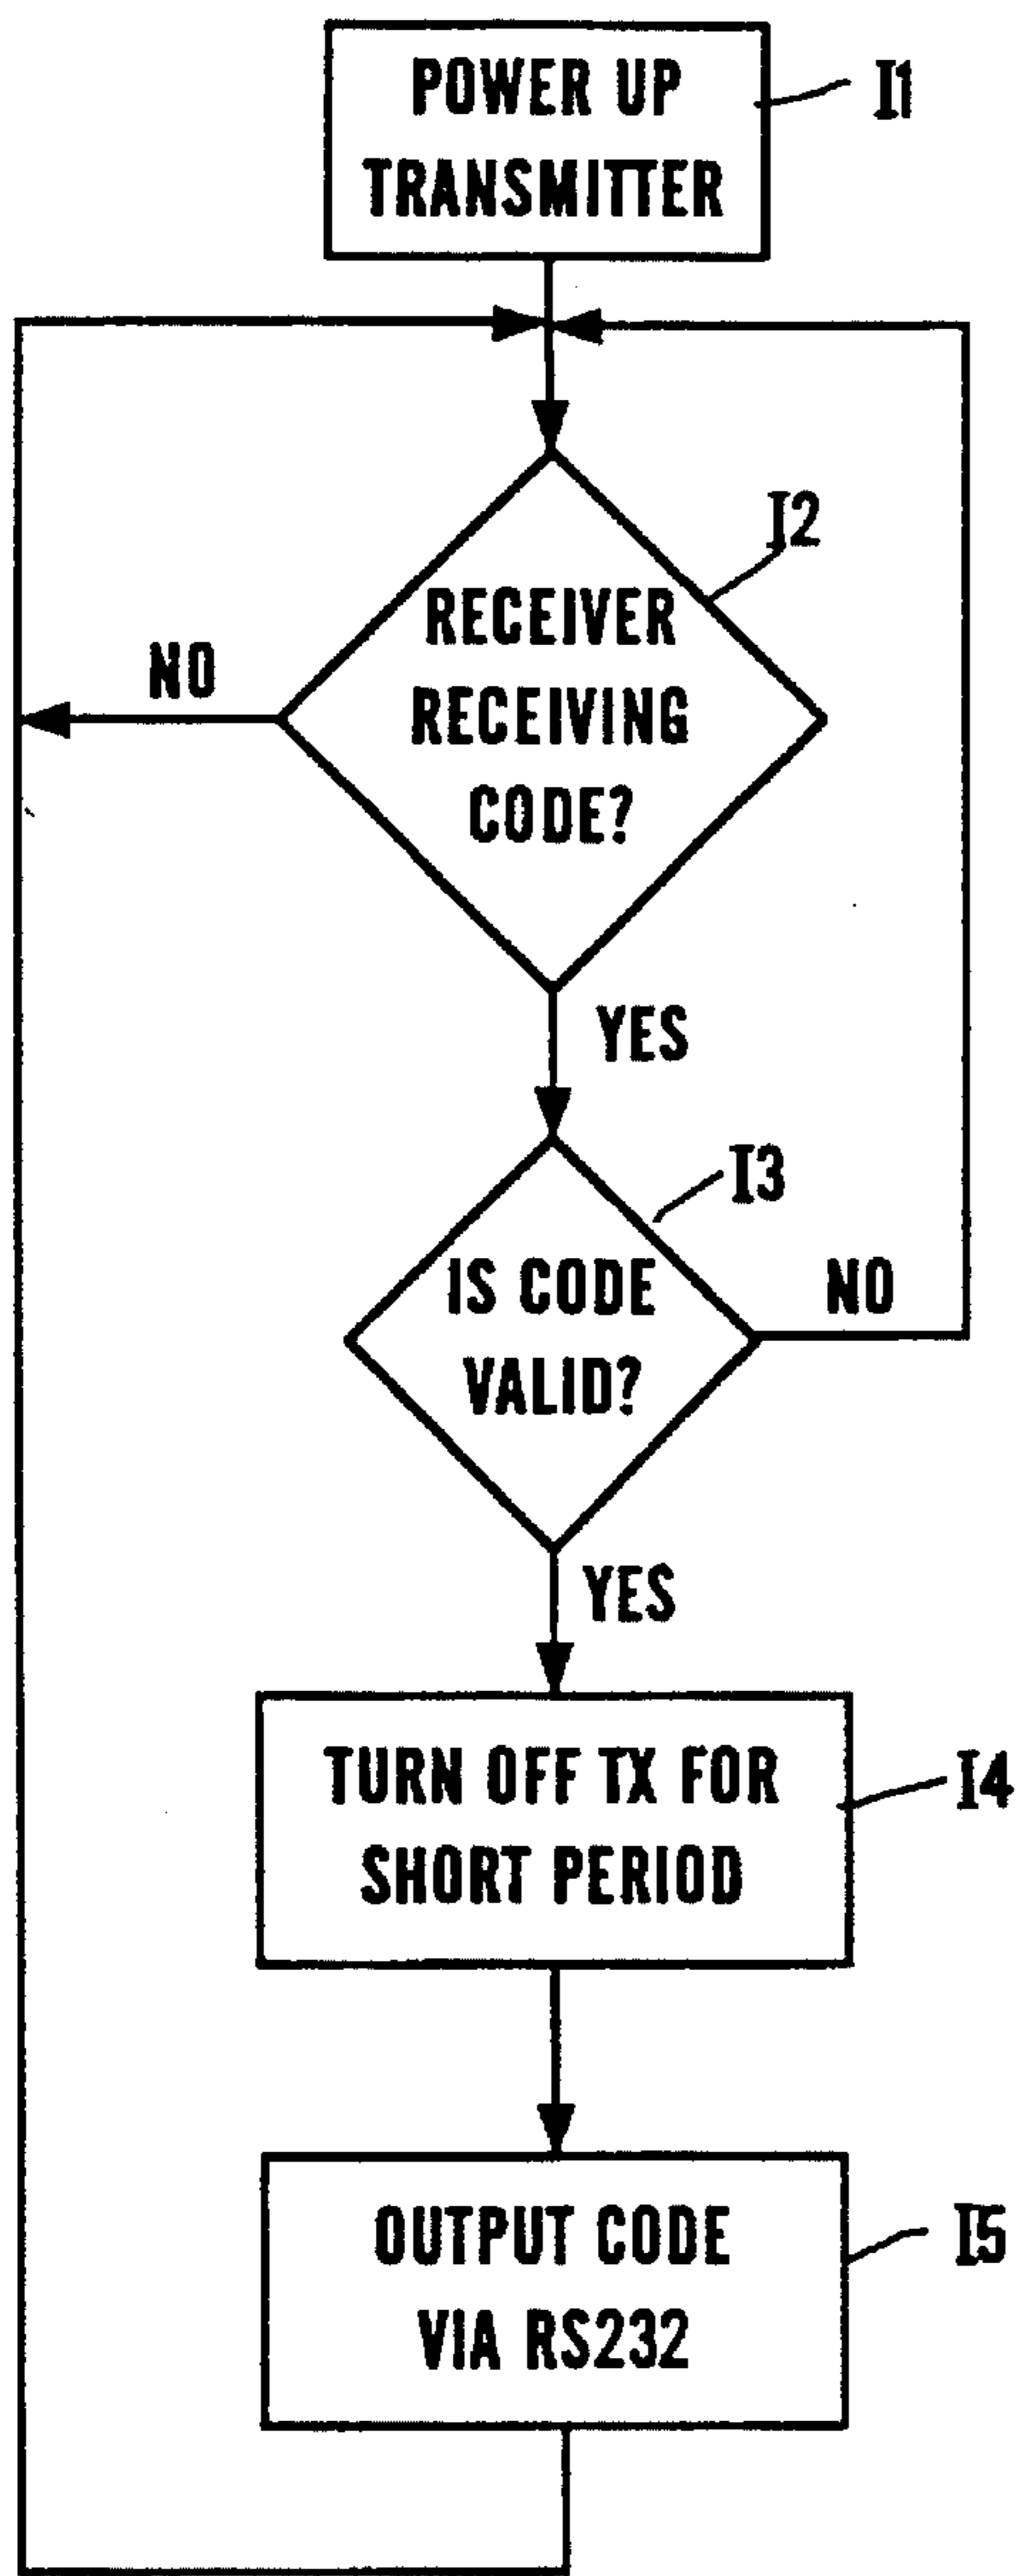 POWER UP
TRANSMITTER
I1
I2
RECEIVER
RECEIVING
CODE?
NO
YES
I3
IS CODE
VALID?
NO
YES
TURN OFF TX FOR
SHORT PERIOD
I4
OUTPUT CODE
VIA RS232
I5